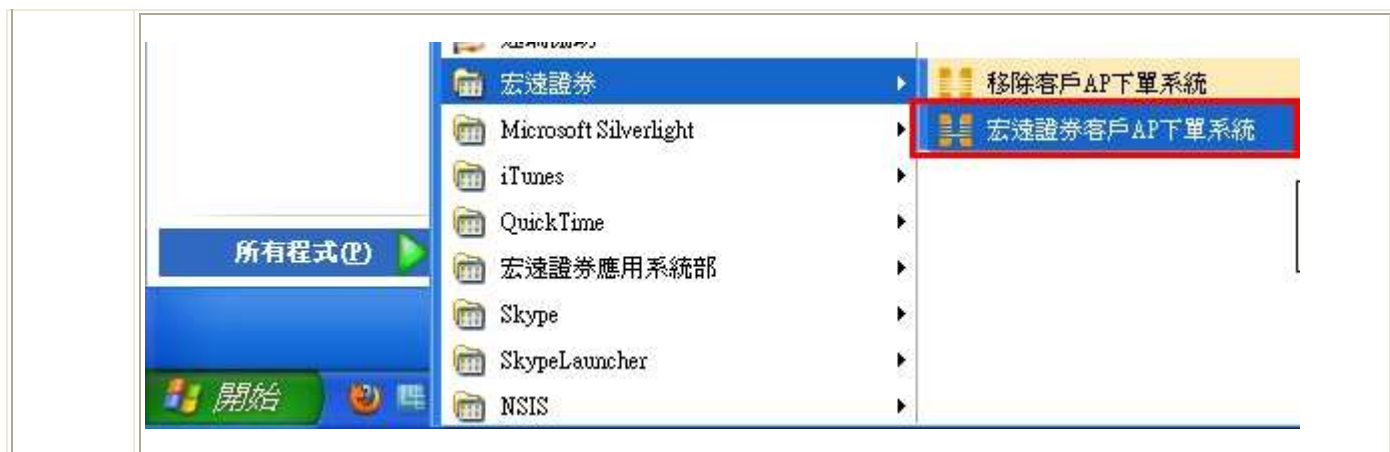 宏遠證券
移除客戶AP下單系統
宏遠證券客戶AP下單系統
Microsoft Silverlight
iTunes
QuickTime
所有程式(P)
宏遠證券應用系統部
Skype
SkypeLauncher
開始
NSIS